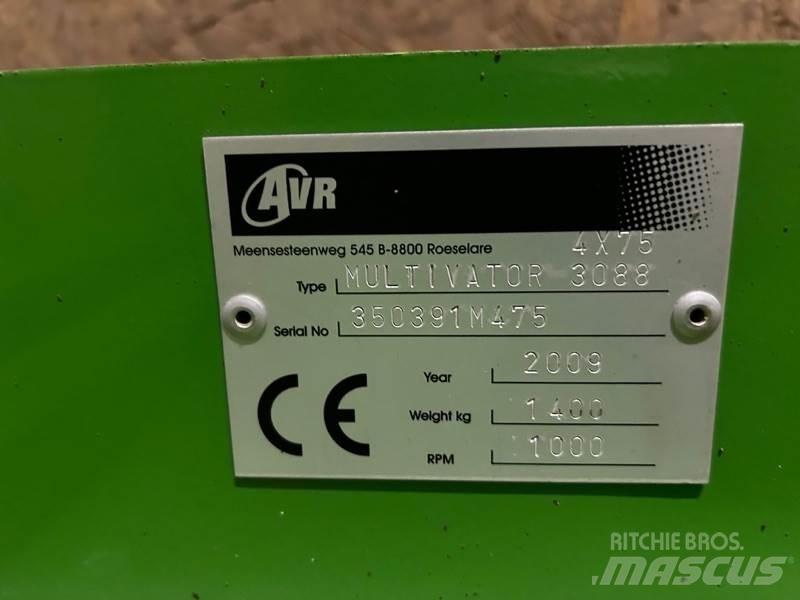 AVR
Meensesteenweg 545 B-8800 Roeselare 4X75
Type MULTIVATOR 3088
Serial No 350391M475
CE
Year 2009
Weight kg 1400
RPM 1000
RITCHIE BROS.
MASCUS